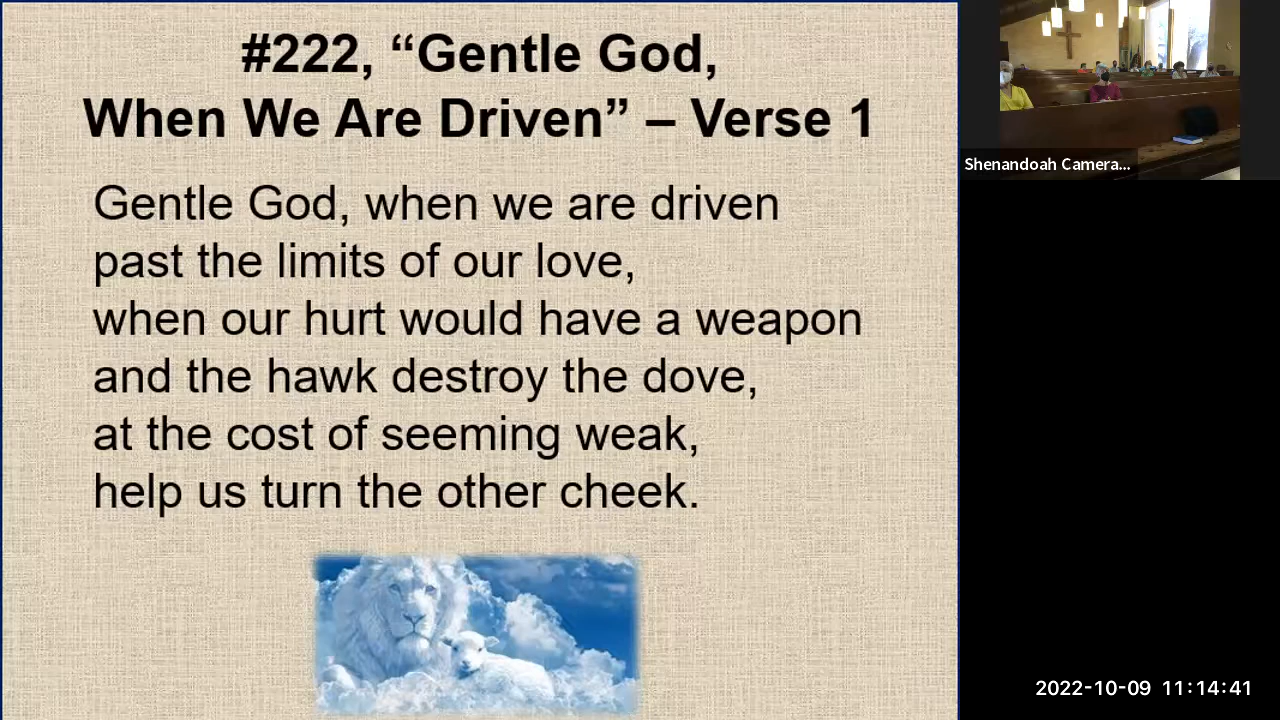 #222, “Gentle God,
When We Are Driven” – Verse 1
Gentle God, when we are driven
past the limits of our love,
when our hurt would have a weapon
and the hawk destroy the dove,
at the cost of seeming weak,
help us turn the other cheek.
Shenandoah Camera...
2022-10-09 11:14:41